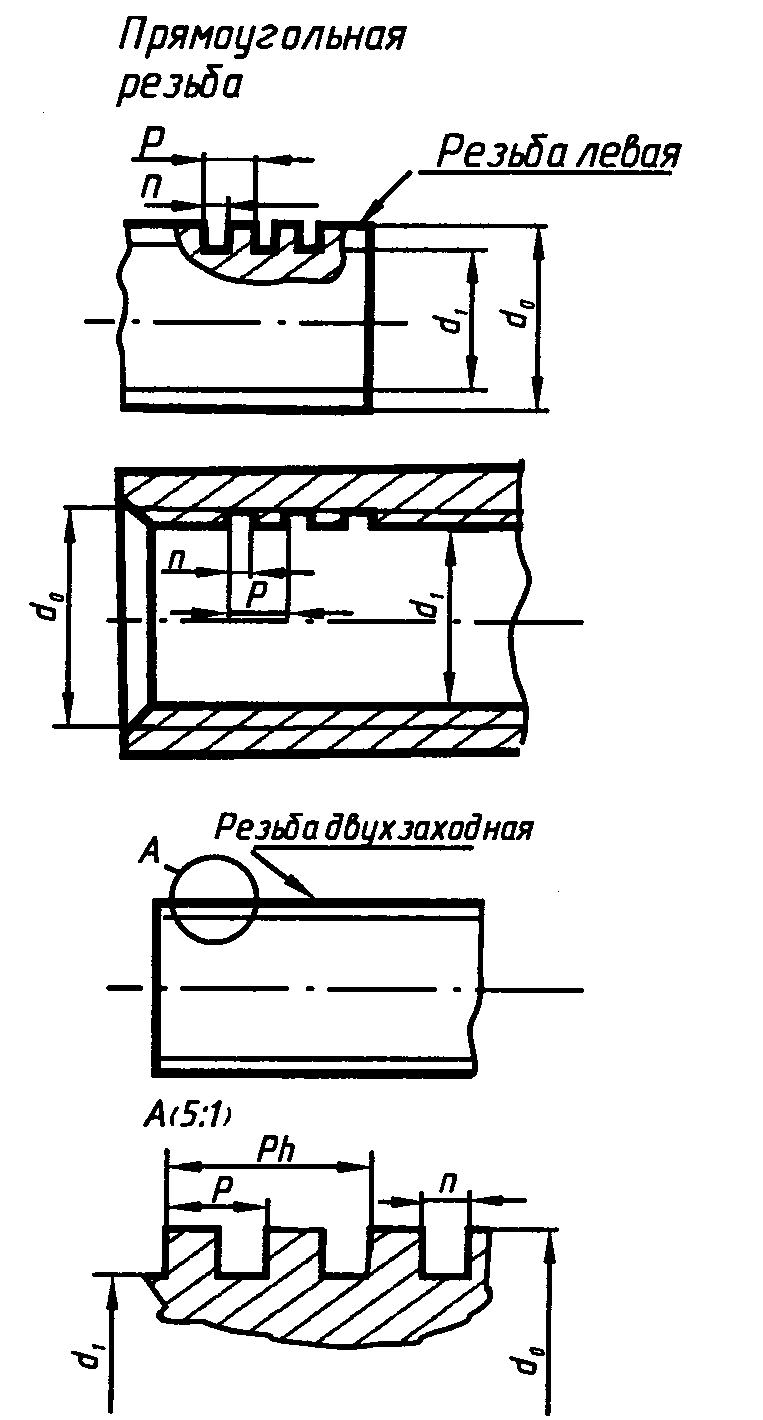 Прямоугольная
резьба
P
Резьба левая
n
d₁
d₀
n
P
d₀
d₁
Резьба двухзаходная
A
A(5:1)
Ph
P
n
d₁
d₀